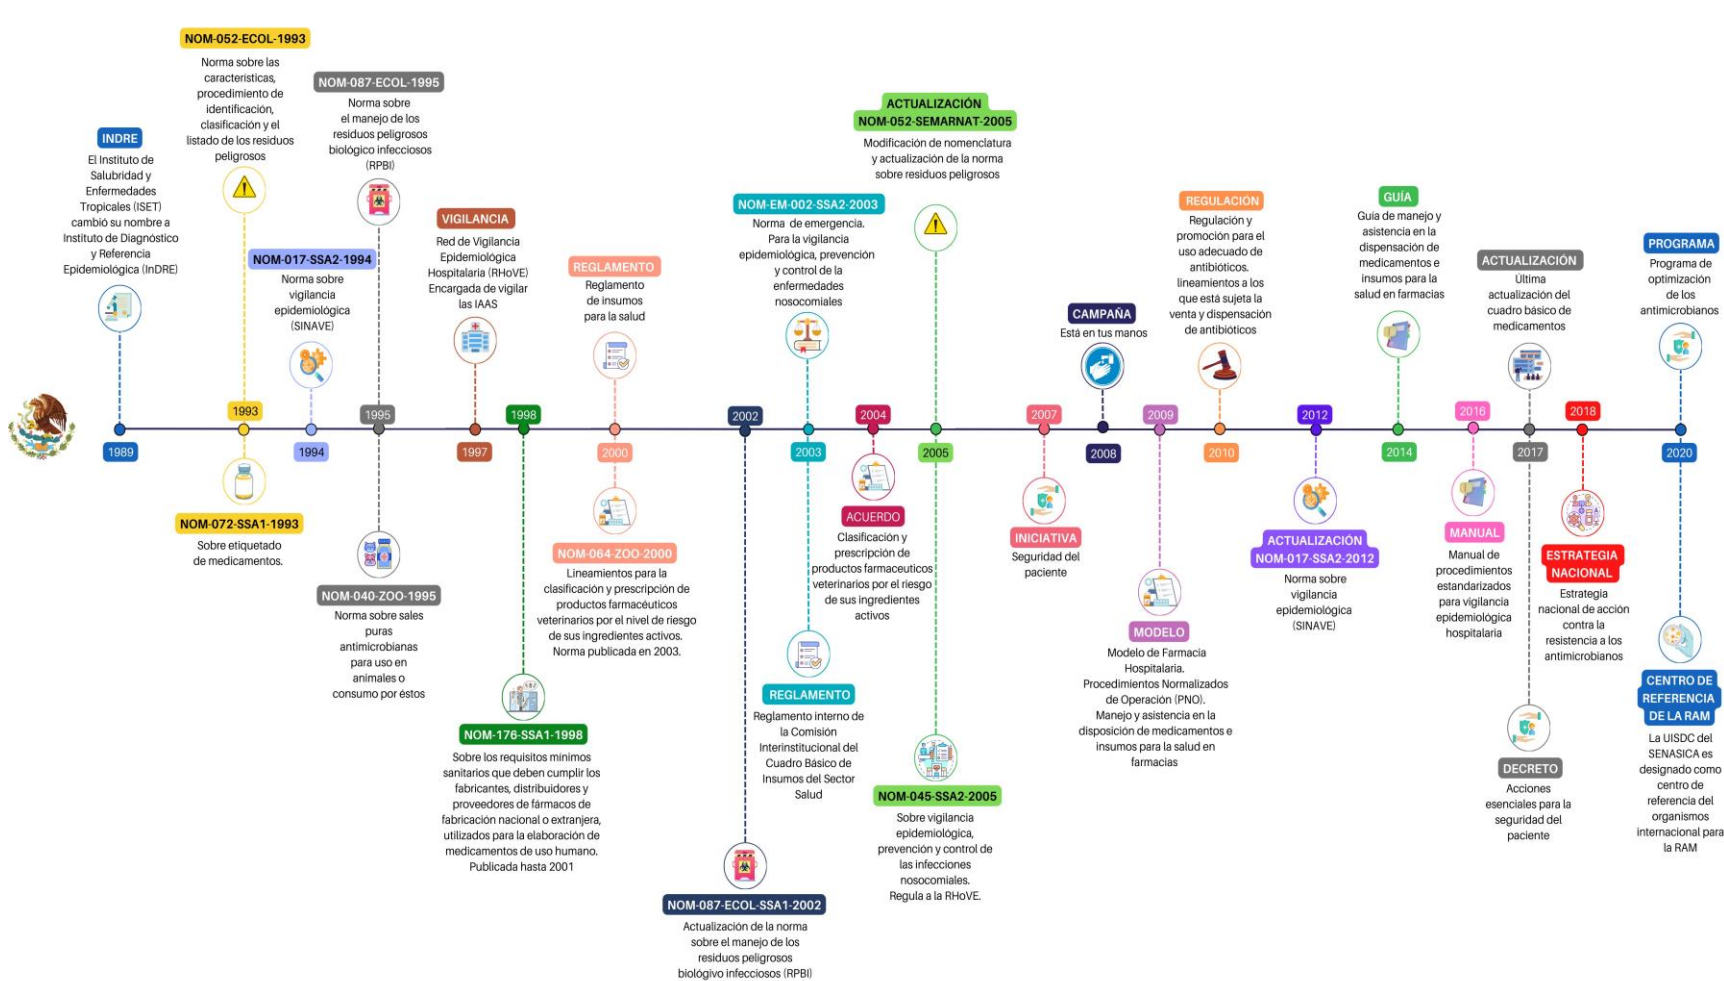 INDRE
El Instituto de
Salubridad y
Enfermedades
Tropicales (ISET)
cambió su nombre a
Instituto de Diagnóstico
y Referencia
Epidemiológica (InDRE)
1989
NOM-052-ECOL-1993
Norma sobre las
características,
procedimiento de
identificación,
clasificación y el
listado de los residuos
peligrosos
1993
NOM-072-SSA1-1993
Sobre etiquetado
de medicamentos.
NOM-017-SSA2-1994
Norma sobre
vigilancia
epidemiológica
(SINAVE)
1994
NOM-087-ECOL-1995
Norma sobre
el manejo de los
residuos peligrosos
biológico infecciosos
(RPBI)
1995
NOM-040-ZOO-1995
Norma sobre sales
puras
antimicrobianas
para uso en
animales o
consumo por éstos
VIGILANCIA
Red de Vigilancia
Epidemiológica
Hospitalaria (RHoVE)
Encargada de vigilar
las IAAS
1997
1998
NOM-176-SSA1-1998
Sobre los requisitos mínimos
sanitarios que deben cumplir los
fabricantes, distribuidores y
proveedores de fármacos de
fabricación nacional o extranjera,
utilizados para la elaboración de
medicamentos de uso humano.
Publicada hasta 2001
REGLAMENTO
Reglamento
de insumos
para la salud
2000
NOM-064-ZOO-2000
Lineamientos para la
clasificación y prescripción de
productos farmacéuticos
veterinarios por el nivel de riesgo
de sus ingredientes activos.
Norma publicada en 2003.
2002
NOM-087-ECOL-SSA1-2002
Actualización de la norma
sobre el manejo de los
residuos peligrosos
biológivo infecciosos (RPBI)
NOM-EM-002-SSA2-2003
Norma de emergencia.
Para la vigilancia
epidemiológica, prevención
y control de la
enfermedades
nosocomiales
2003
REGLAMENTO
Reglamento interno de
la Comisión
Interinstitucional del
Cuadro Básico de
Insumos del Sector
Salud
2004
ACUERDO
Clasificación y
prescripción de
productos farmaceuticos
veterinarios por el riesgo
de sus ingredientes
activos
ACTUALIZACIÓN
NOM-052-SEMARNAT-2005
Modificación de nomenclatura
y actualización de la norma
sobre residuos peligrosos
2005
NOM-045-SSA2-2005
Sobre vigilancia
epidemiológica,
prevención y control de
las infecciones
nosocomiales.
Regula a la RHoVE.
2007
INICIATIVA
Seguridad del
paciente
CAMPAÑA
Está en tus manos
2008
2009
MODELO
Modelo de Farmacia
Hospitalaria.
Procedimientos Normalizados
de Operación (PNO).
Manejo y asistencia en la
disposición de medicamentos e
insumos para la salud en
farmacias
REGULACIÓN
Regulación y
promoción para el
uso adecuado de
antibióticos.
lineamientos a los
que está sujeta la
venta y dispensación
de antibióticos
2010
2012
ACTUALIZACIÓN
NOM-017-SSA2-2012
Norma sobre
vigilancia
epidemiológica
(SINAVE)
GUÍA
Guia de manejo y
asistencia en la
dispensación de
medicamentos e
insumos para la
salud en farmacias
2014
2016
MANUAL
Manual de
procedimientos
estandarizados
para vigilancia
epidemiológica
hospitalaria
ACTUALIZACIÓN
Última
actualización del
cuadro básico de
medicamentos
2017
DECRETO
Acciones
esenciales para la
seguridad del
paciente
2018
ESTRATEGIA
NACIONAL
Estrategia
nacional de acción
contra la
resistencia a los
antimicrobianos
PROGRAMA
Programa de
optimización
de los
antimicrobianos
2020
CENTRO DE
REFERENCIA
DE LA RAM
La UISDC del
SENASICA es
designado como
centro de
referencia del
organismos
internacional para
la RAM